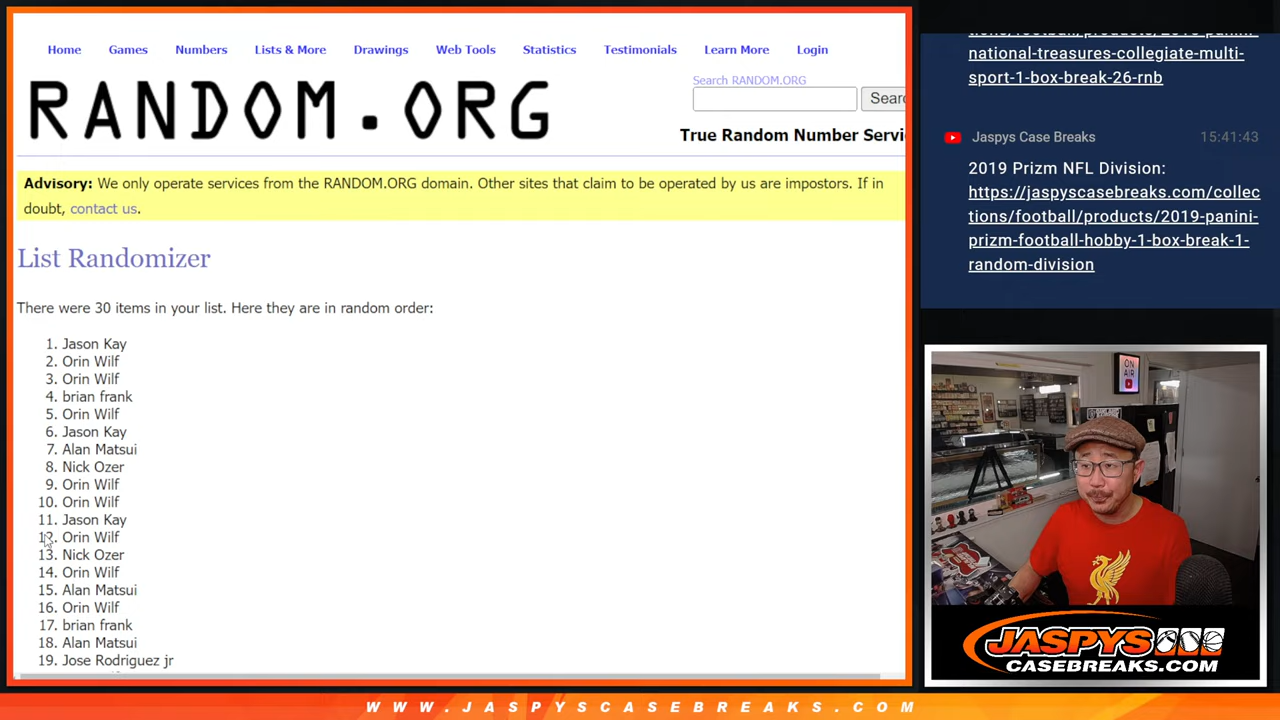 Home Games Numbers Lists & More Drawings Web Tools Statistics Testimonials Learn More Login
RANDOM.ORG
Search RANDOM.ORG
True Random Number Servi
Advisory: We only operate services from the RANDOM.ORG domain. Other sites that claim to be operated by us are impostors. If in
doubt, contact us.
List Randomizer
There were 30 items in your list. Here they are in random order:
1. Jason Kay
2. Orin Wilf
3. Orin Wilf
4. brian frank
5. Orin Wilf
6. Jason Kay
7. Alan Matsui
8. Nick Ozer
9. Orin Wilf
10. Orin Wilf
11. Jason Kay
12. Orin Wilf
13. Nick Ozer
14. Orin Wilf
15. Alan Matsui
16. Orin Wilf
17. brian frank
18. Alan Matsui
19. Jose Rodriguez jr
national-treasures-collegiate-multi-
sport-1-box-break-26-rnb
Jaspys Case Breaks 15:41:43
2019 Prizm NFL Division:
https://jaspyscasebreaks.com/collec
tions/football/products/2019-panini-
prizm-football-hobby-1-box-break-1-
random-division
ON AIR
JASPYS
CASEBREAKS.COM
WWW.JASPYSCASEBREAKS.COM